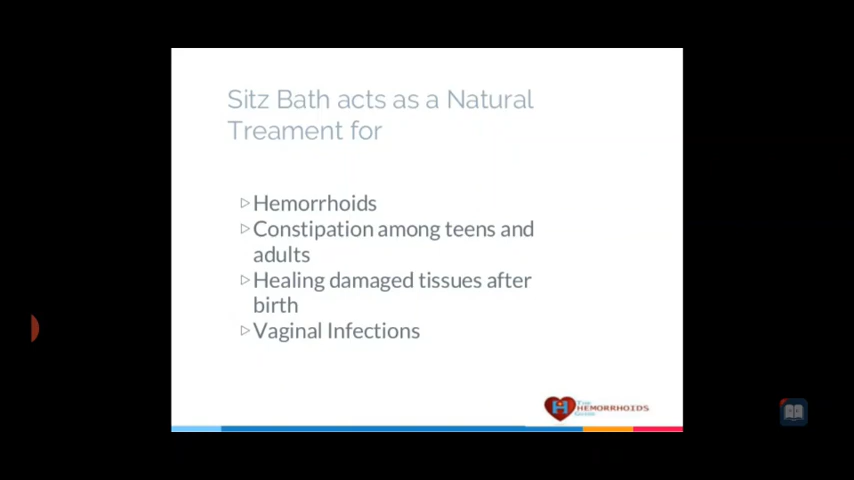 Sitz Bath acts as a Natural
Treament for
Hemorrhoids
Constipation among teens and
adults
Healing damaged tissues after
birth
Vaginal Infections
HEMORRHOIDS